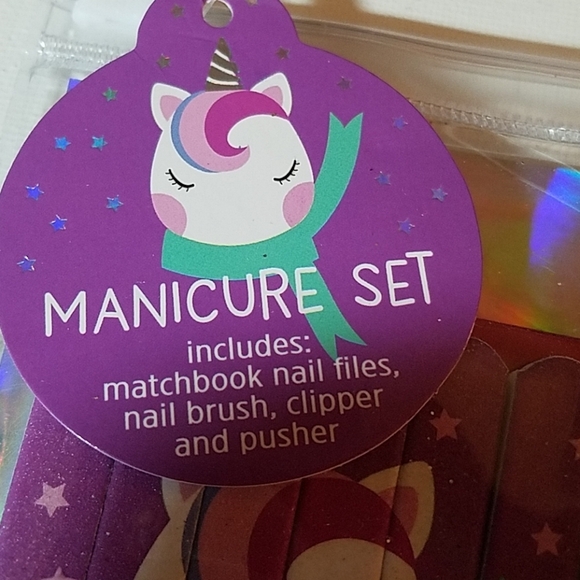 MANICURE SET
includes:
matchbook nail files,
nail brush, clipper
and pusher